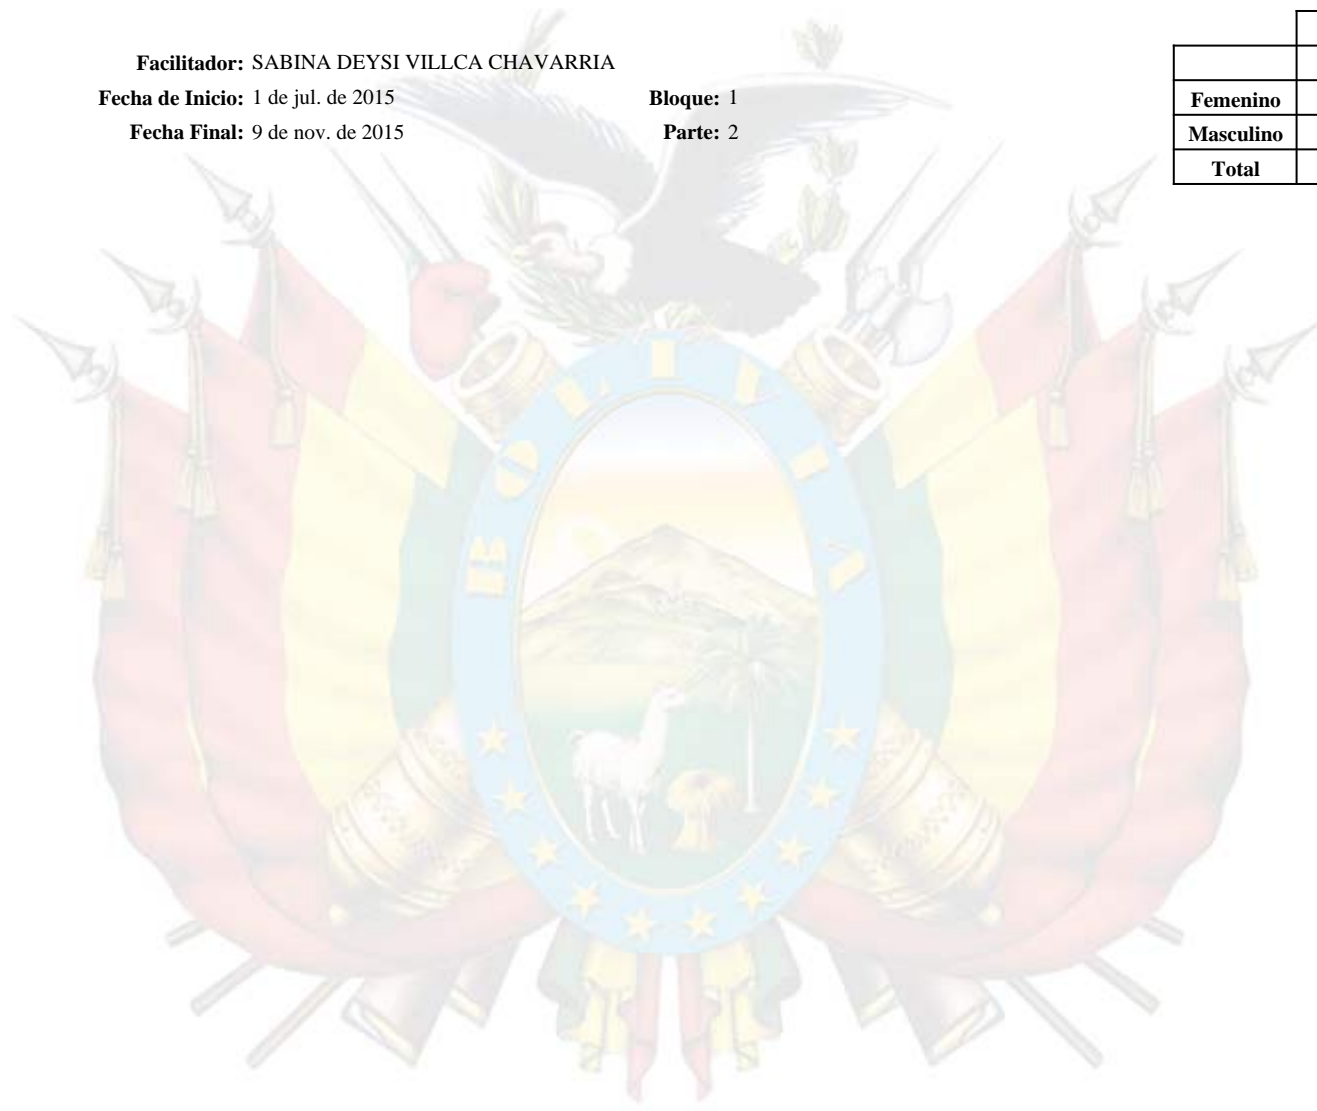 Facilitador: SABINA DEYSI VILLCA CHAVARRIA
Fecha de Inicio: 1 de jul. de 2015 Bloque: 1
Fecha Final: 9 de nov. de 2015 Parte: 2
Femenino
Masculino
Total
BOLIVIA